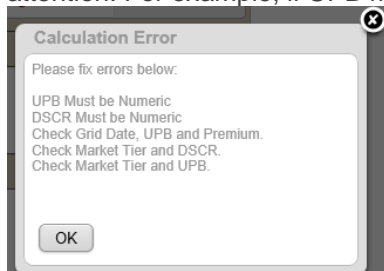 attention. For example, if UPB
Calculation Error
Please fix errors below:
UPB Must be Numeric
DSCR Must be Numeric
Check Grid Date, UPB and Premium.
Check Market Tier and DSCR.
Check Market Tier and UPB.
OK